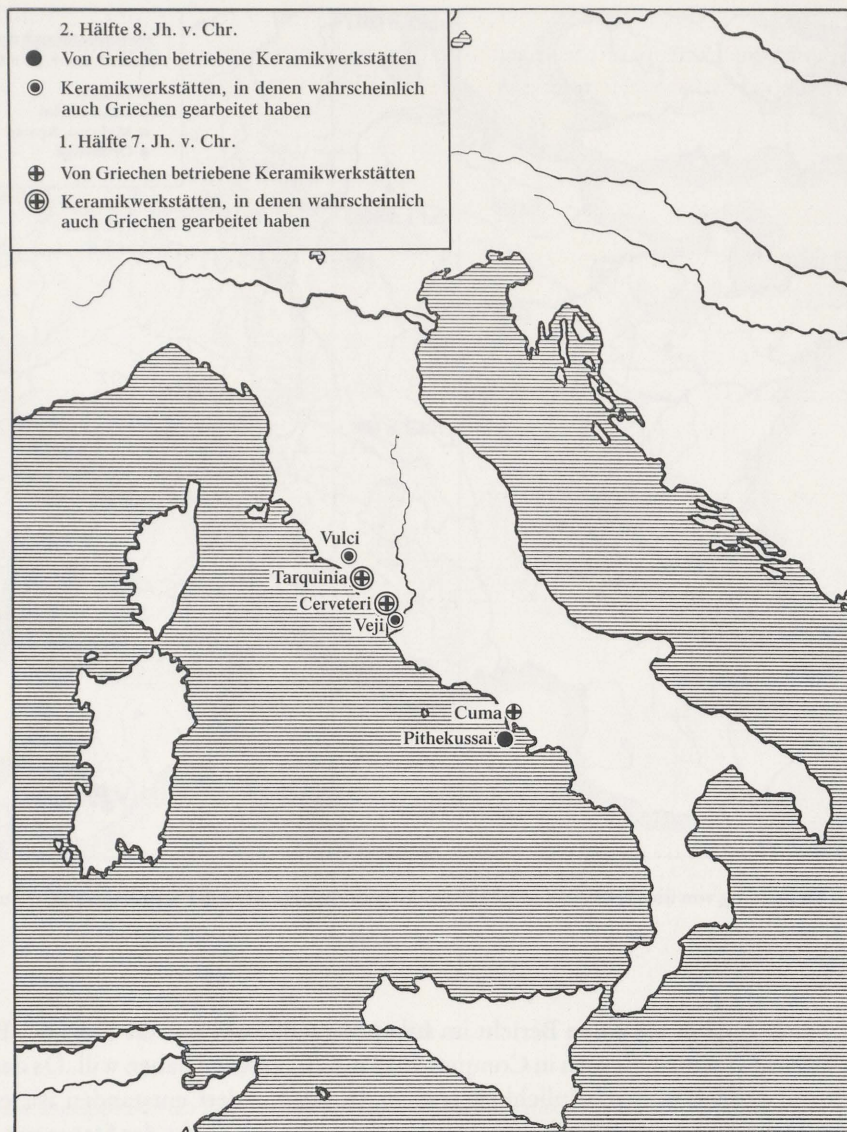 2. Hälfte 8. Jh. v. Chr.
Von Griechen betriebene Keramikwerkstätten
Keramikwerkstätten, in denen wahrscheinlich
auch Griechen gearbeitet haben
1. Hälfte 7. Jh. v. Chr.
Von Griechen betriebene Keramikwerkstätten
Keramikwerkstätten, in denen wahrscheinlich
auch Griechen gearbeitet haben
Vulci
Tarquinia
Cerveteri
Veji
Cuma
Pithekussai